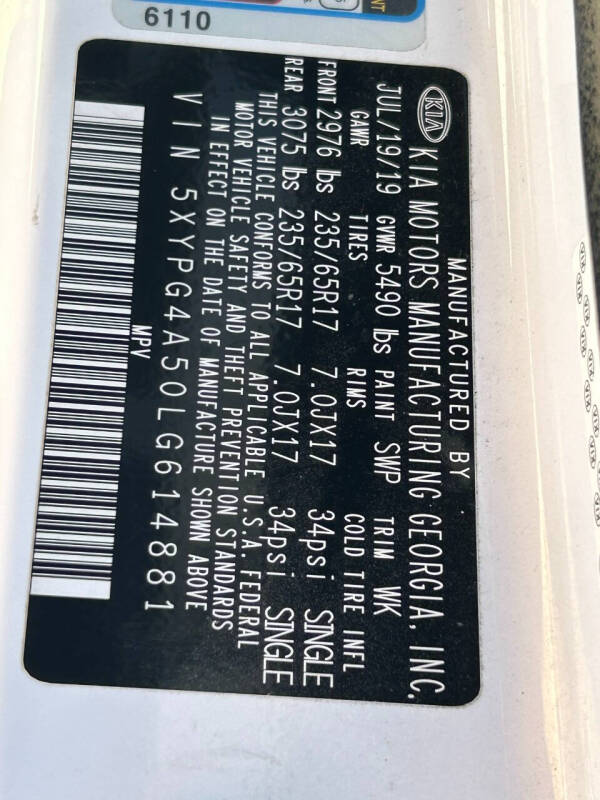 6110
MANUFACTURED BY
KIA KIA MOTORS MANUFACTURING GEORGIA, INC.
JUL/19/19 GVWR 5490 lbs PAINT SWP TRIM WK
GAWR TIRES RIMS COLD TIRE INFL
FRONT 2976 lbs 235/65R17 7.0JX17 34psi SINGLE
REAR 3075 lbs 235/65R17 7.0JX17 34psi SINGLE
THIS VEHICLE CONFORMS TO ALL APPLICABLE U.S.A. FEDERAL
MOTOR VEHICLE SAFETY AND THEFT PREVENTION STANDARDS
IN EFFECT ON THE DATE OF MANUFACTURE SHOWN ABOVE
VIN 5XYPG4A50LG614881
MPV